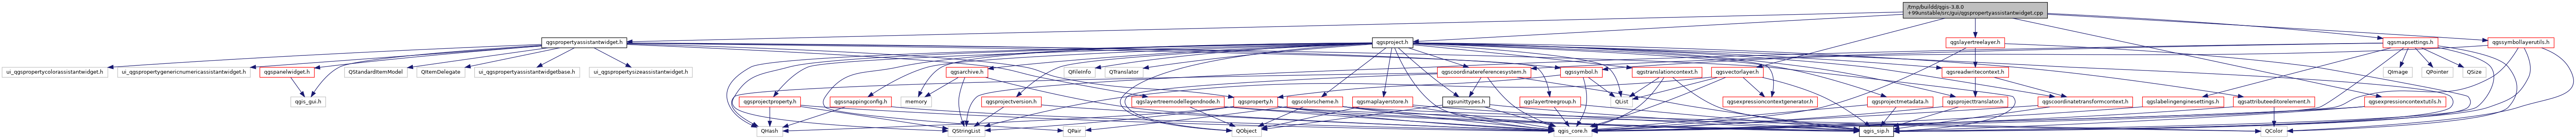 /tmp/buildd/qgis-3.8.0
+99unstable/src/gui/qgspropertyassistantwidget.cpp
qgspropertyassistantwidget.h
qgsproject.h
qgslayertreelayer.h
qgsmapsettings.h
qgssymbollayerutils.h
ui_qgspropertycolorassistantwidget.h
ui_qgspropertygenericnumericassistantwidget.h
qgspanelwidget.h
QStandardItemModel
QItemDelegate
ui_qgspropertyassistantwidgetbase.h
ui_qgspropertysizeassistantwidget.h
QFileInfo
QTranslator
qgsarchive.h
qgscoordinatereferencesystem.h
qgssymbol.h
qgstranslationcontext.h
qgsvectorlayer.h
qgsreadwritecontext.h
QImage
QPointer
QSize
qgis_gui.h
qgsprojectproperty.h
qgssnappingconfig.h
memory
qgsprojectversion.h
qgslayertreemodellegendnode.h
qgsproperty.h
qgscolorscheme.h
qgsmaplayerstore.h
qgsunittypes.h
qgslayertreegroup.h
QList
qgsexpressioncontextgenerator.h
qgsprojectmetadata.h
qgsprojecttranslator.h
qgscoordinatetransformcontext.h
qgslabelingenginesettings.h
qgsattributeeditorelement.h
qgsexpressioncontextutils.h
QHash
QStringList
QPair
QObject
qgis_core.h
qgis_sip.h
QColor